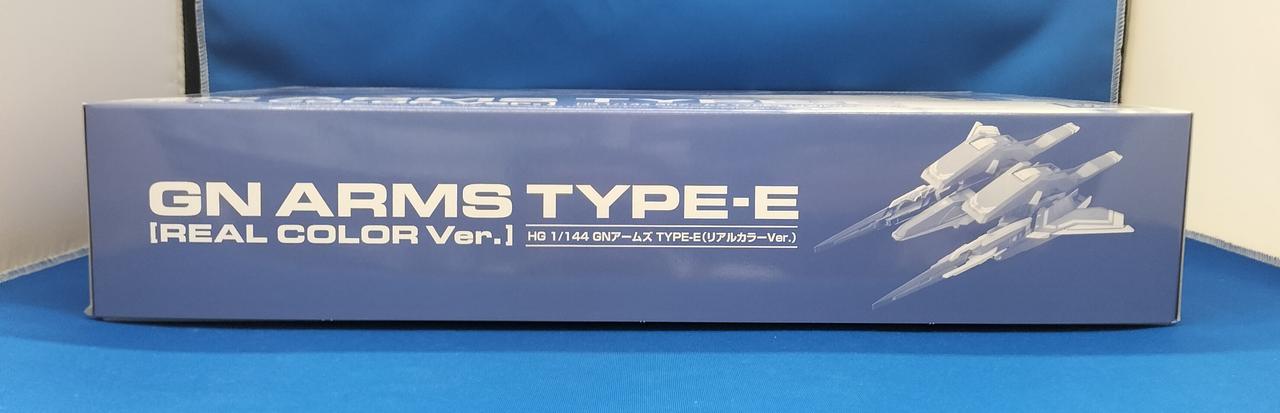 GN ARMS TYPE-E
[REAL COLOR Ver.] HG 1/144 GNアームズ TYPE-E(リアルカラーVer.)